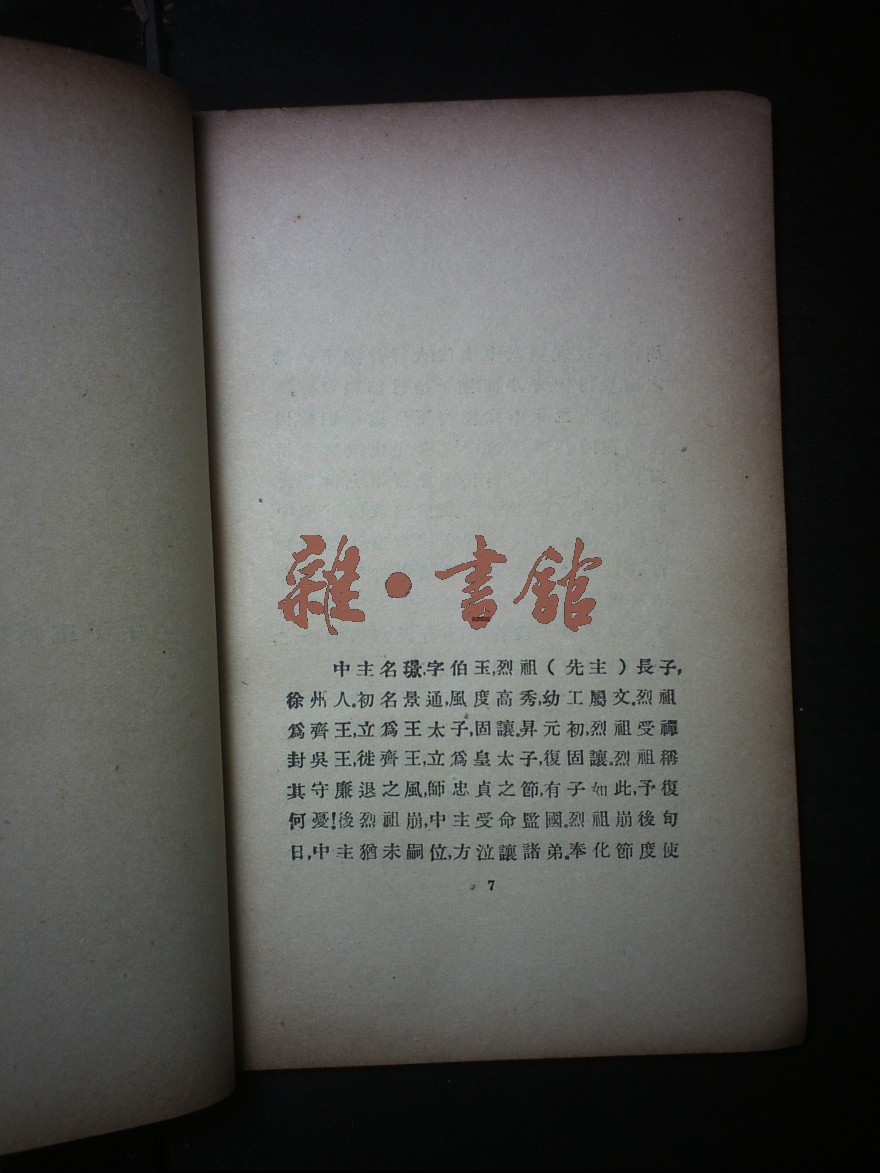 雜·書館
一
中主名璟,字伯玉,烈祖(先主)長子,
徐州人。初名景通,風度高秀,幼工屬文。烈祖
爲齊王,立爲王太子,固讓。昇元初,烈祖受禪
封吳王,徙齊王,立爲皇太子,復固讓。烈祖稱
其守廉退之風,師忠貞之節,有子如此,予復
何憂!後烈祖崩,中主受命監國。烈祖崩後旬
日,中主猶未嗣位,方泣讓諸弟。奉化節度使
7